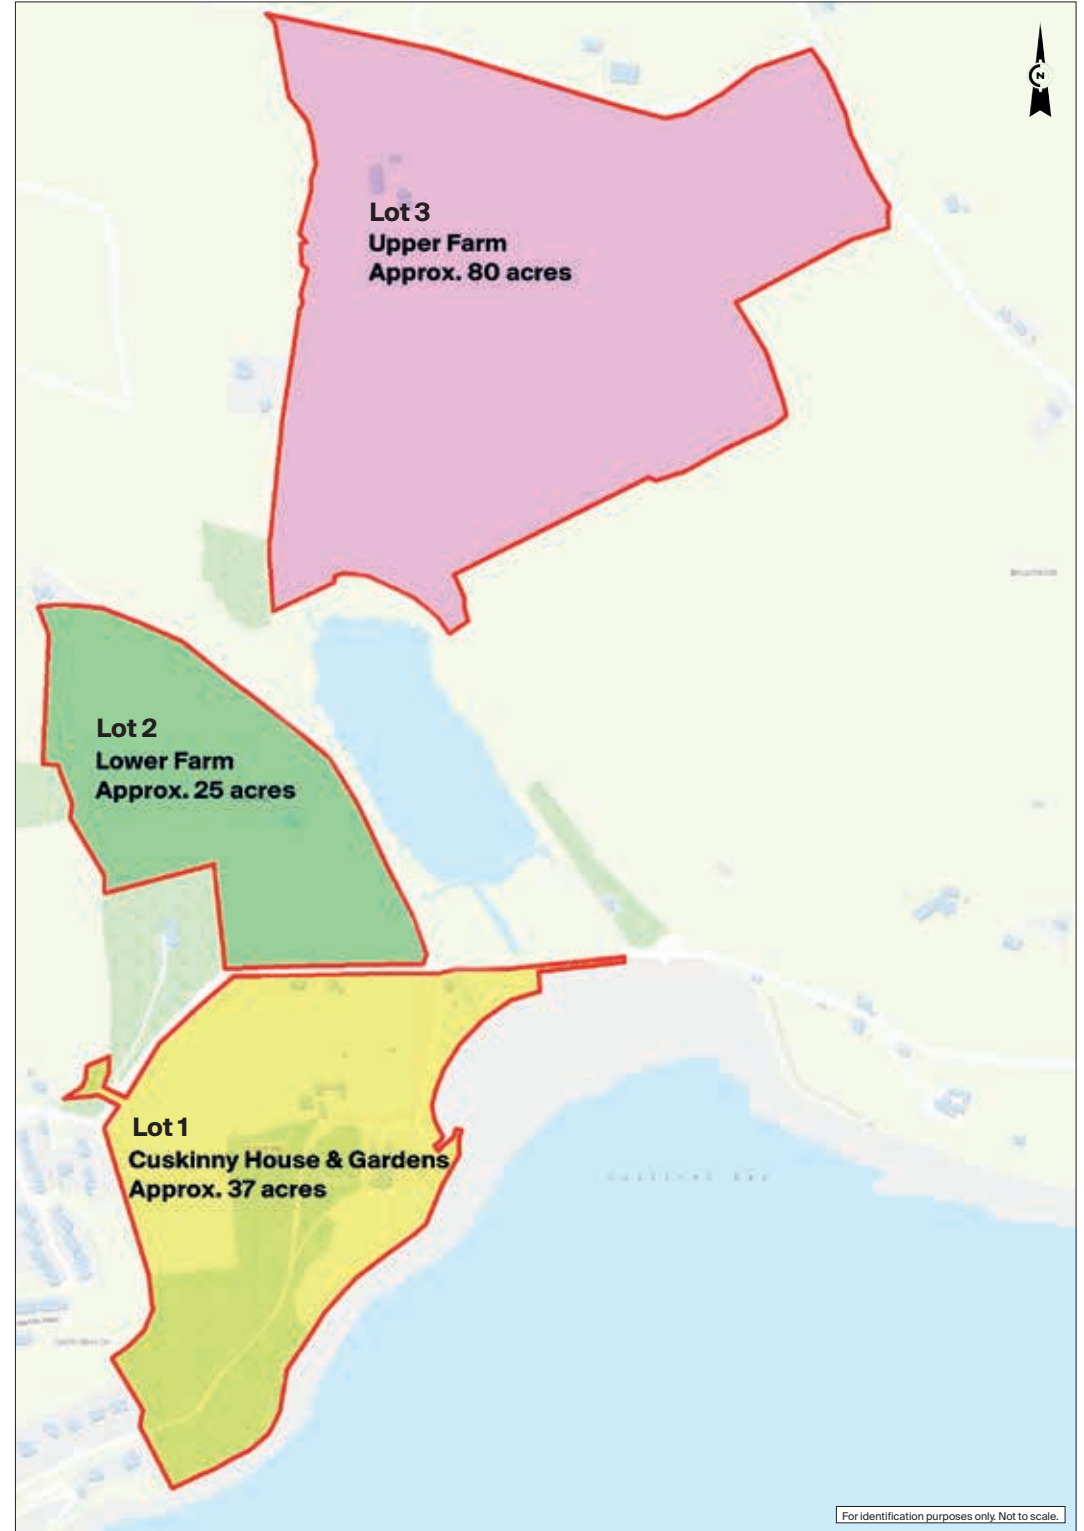 N
Lot 3
Upper Farm
Approx. 80 acres
Lot 2
Lower Farm
Approx. 25 acres
Lot 1
Cuskinny House & Gardens
Approx. 37 acres
For identification purposes only. Not to scale.